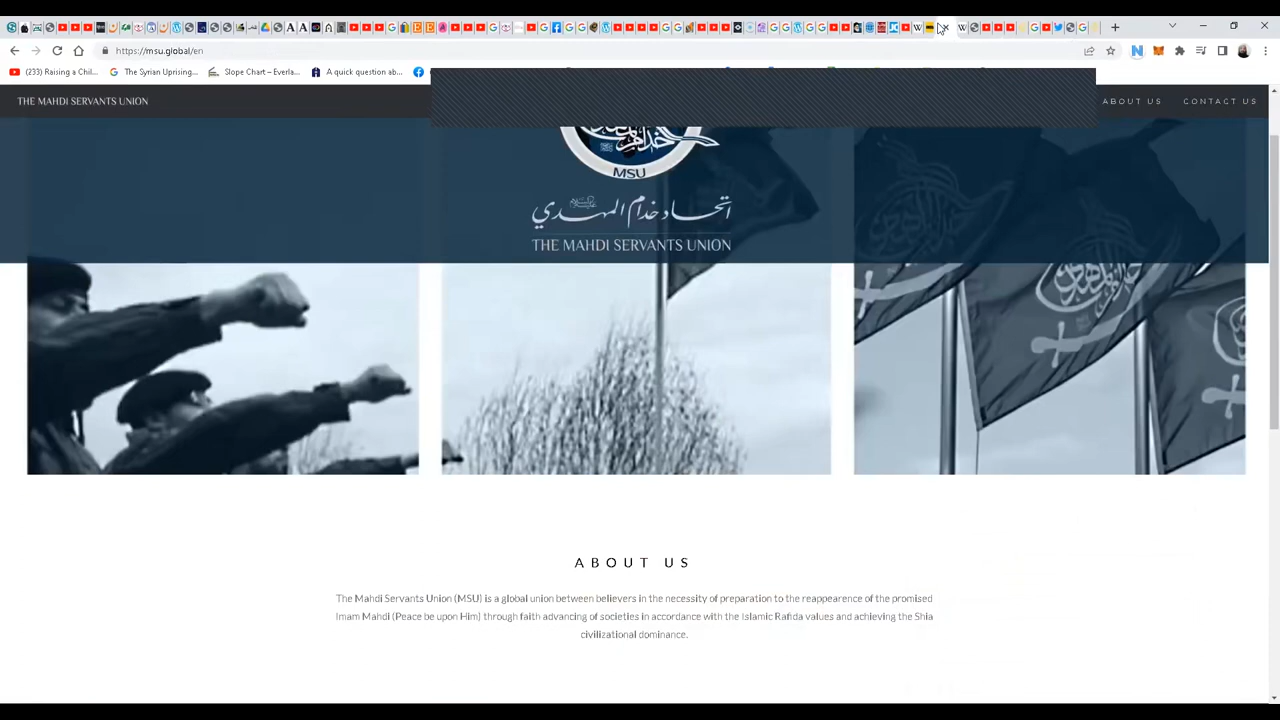 https://msu.global/en
(233) Raising a Chil...
The Syrian Uprising...
Slope Chart – Everla...
A quick question ab...
THE MAHDI SERVANTS UNION
ABOUT US
CONTACT US
خدام المهدي
MSU
اتحاد خدام المهدي
THE MAHDI SERVANTS UNION
ABOUT US
The Mahdi Servants Union (MSU) is a global union between believers in the necessity of preparation to the reappearence of the promised
Imam Mahdi (Peace be upon Him) through faith advancing of societies in accordance with the Islamic Rafida values and achieving the Shia
civilizational dominance.